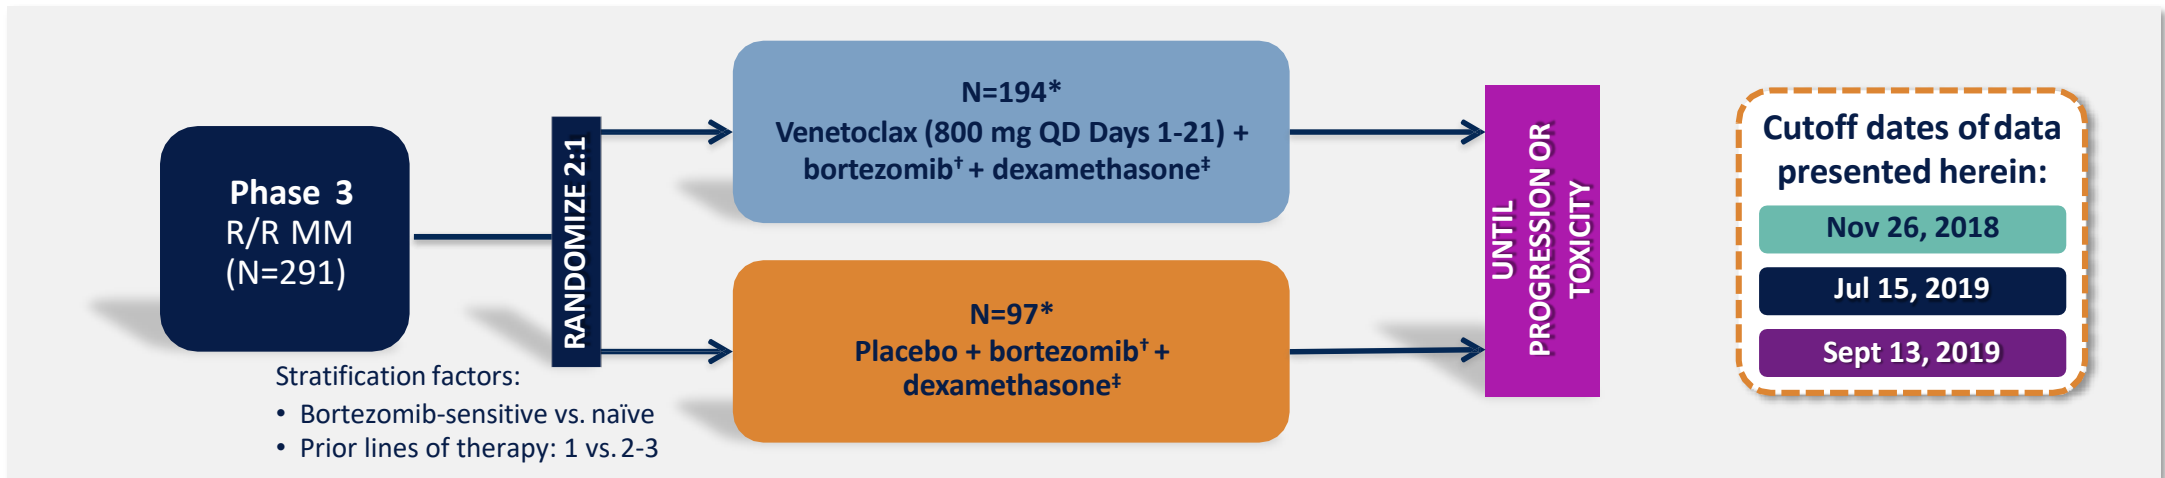 Phase 3
R/R MM
(N=291)
Stratification factors:
• Bortezomib-sensitive vs. naïve
• Prior lines of therapy: 1 vs. 2-3
RANDOMIZE 2:1
N=194*
Venetoclax (800 mg QD Days 1-21) +
bortezomib† + dexamethasone‡
N=97*
Placebo + bortezomib† +
dexamethasone‡
UNTIL
PROGRESSION OR
TOXICITY
Cutoff dates of data
presented herein:
Nov 26, 2018
Jul 15, 2019
Sept 13, 2019